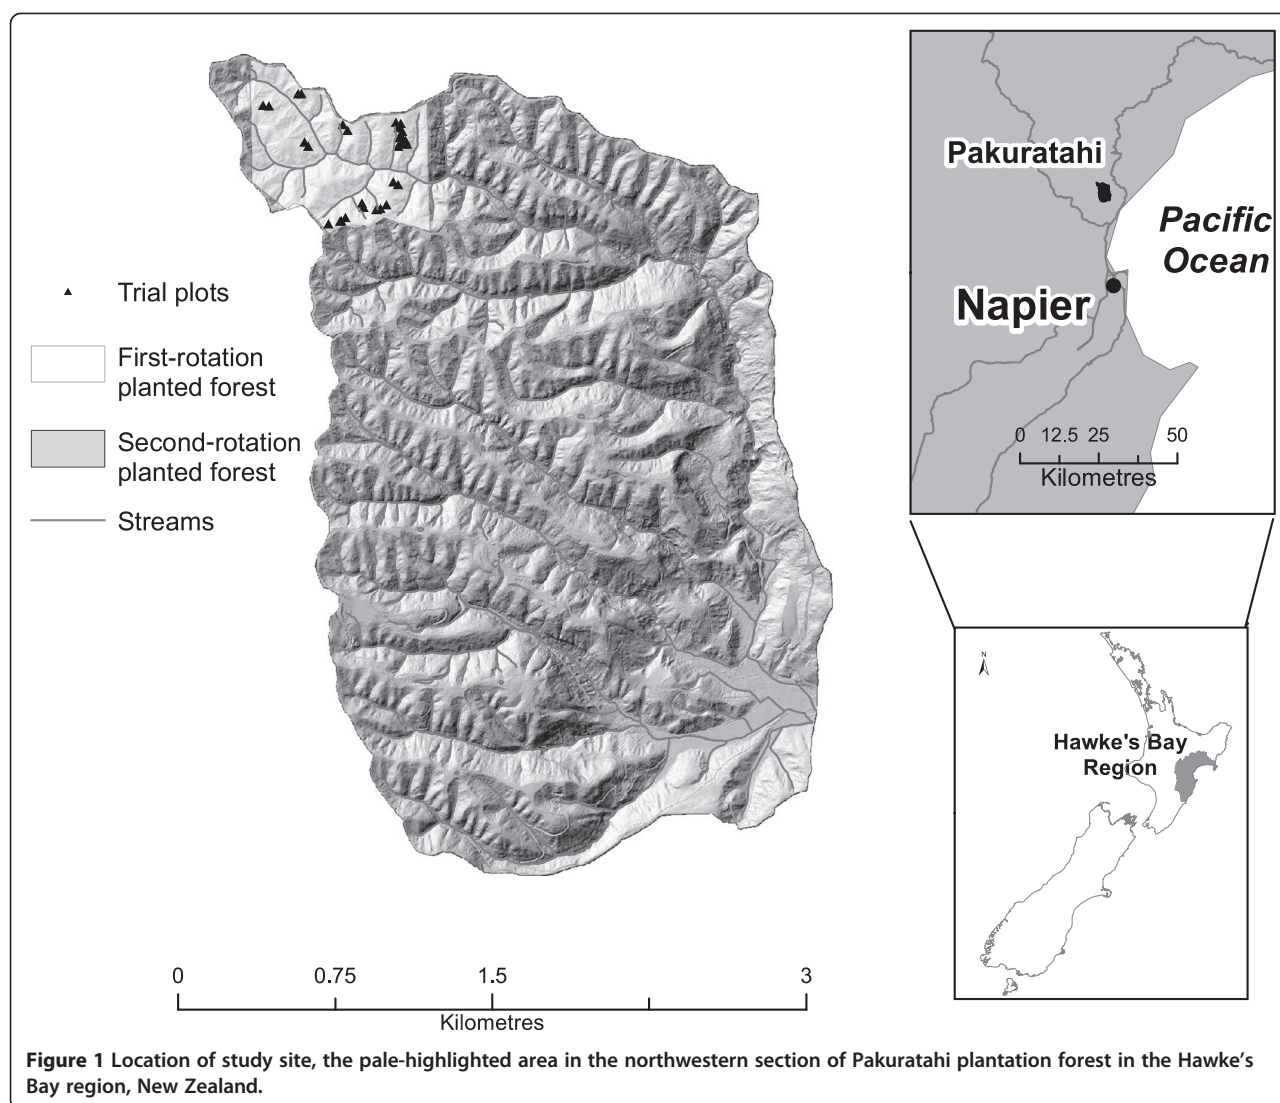 Pakuratahi
Pacific
Ocean
Napier
0 12.5 25 50
Kilometres
Trial plots
First-rotation
planted forest
Second-rotation
planted forest
Streams
N
Hawke's Bay
Region
0 0.75 1.5 3
Kilometres
Figure 1 Location of study site, the pale-highlighted area in the northwestern section of Pakuratahi plantation forest in the Hawke's
Bay region, New Zealand.